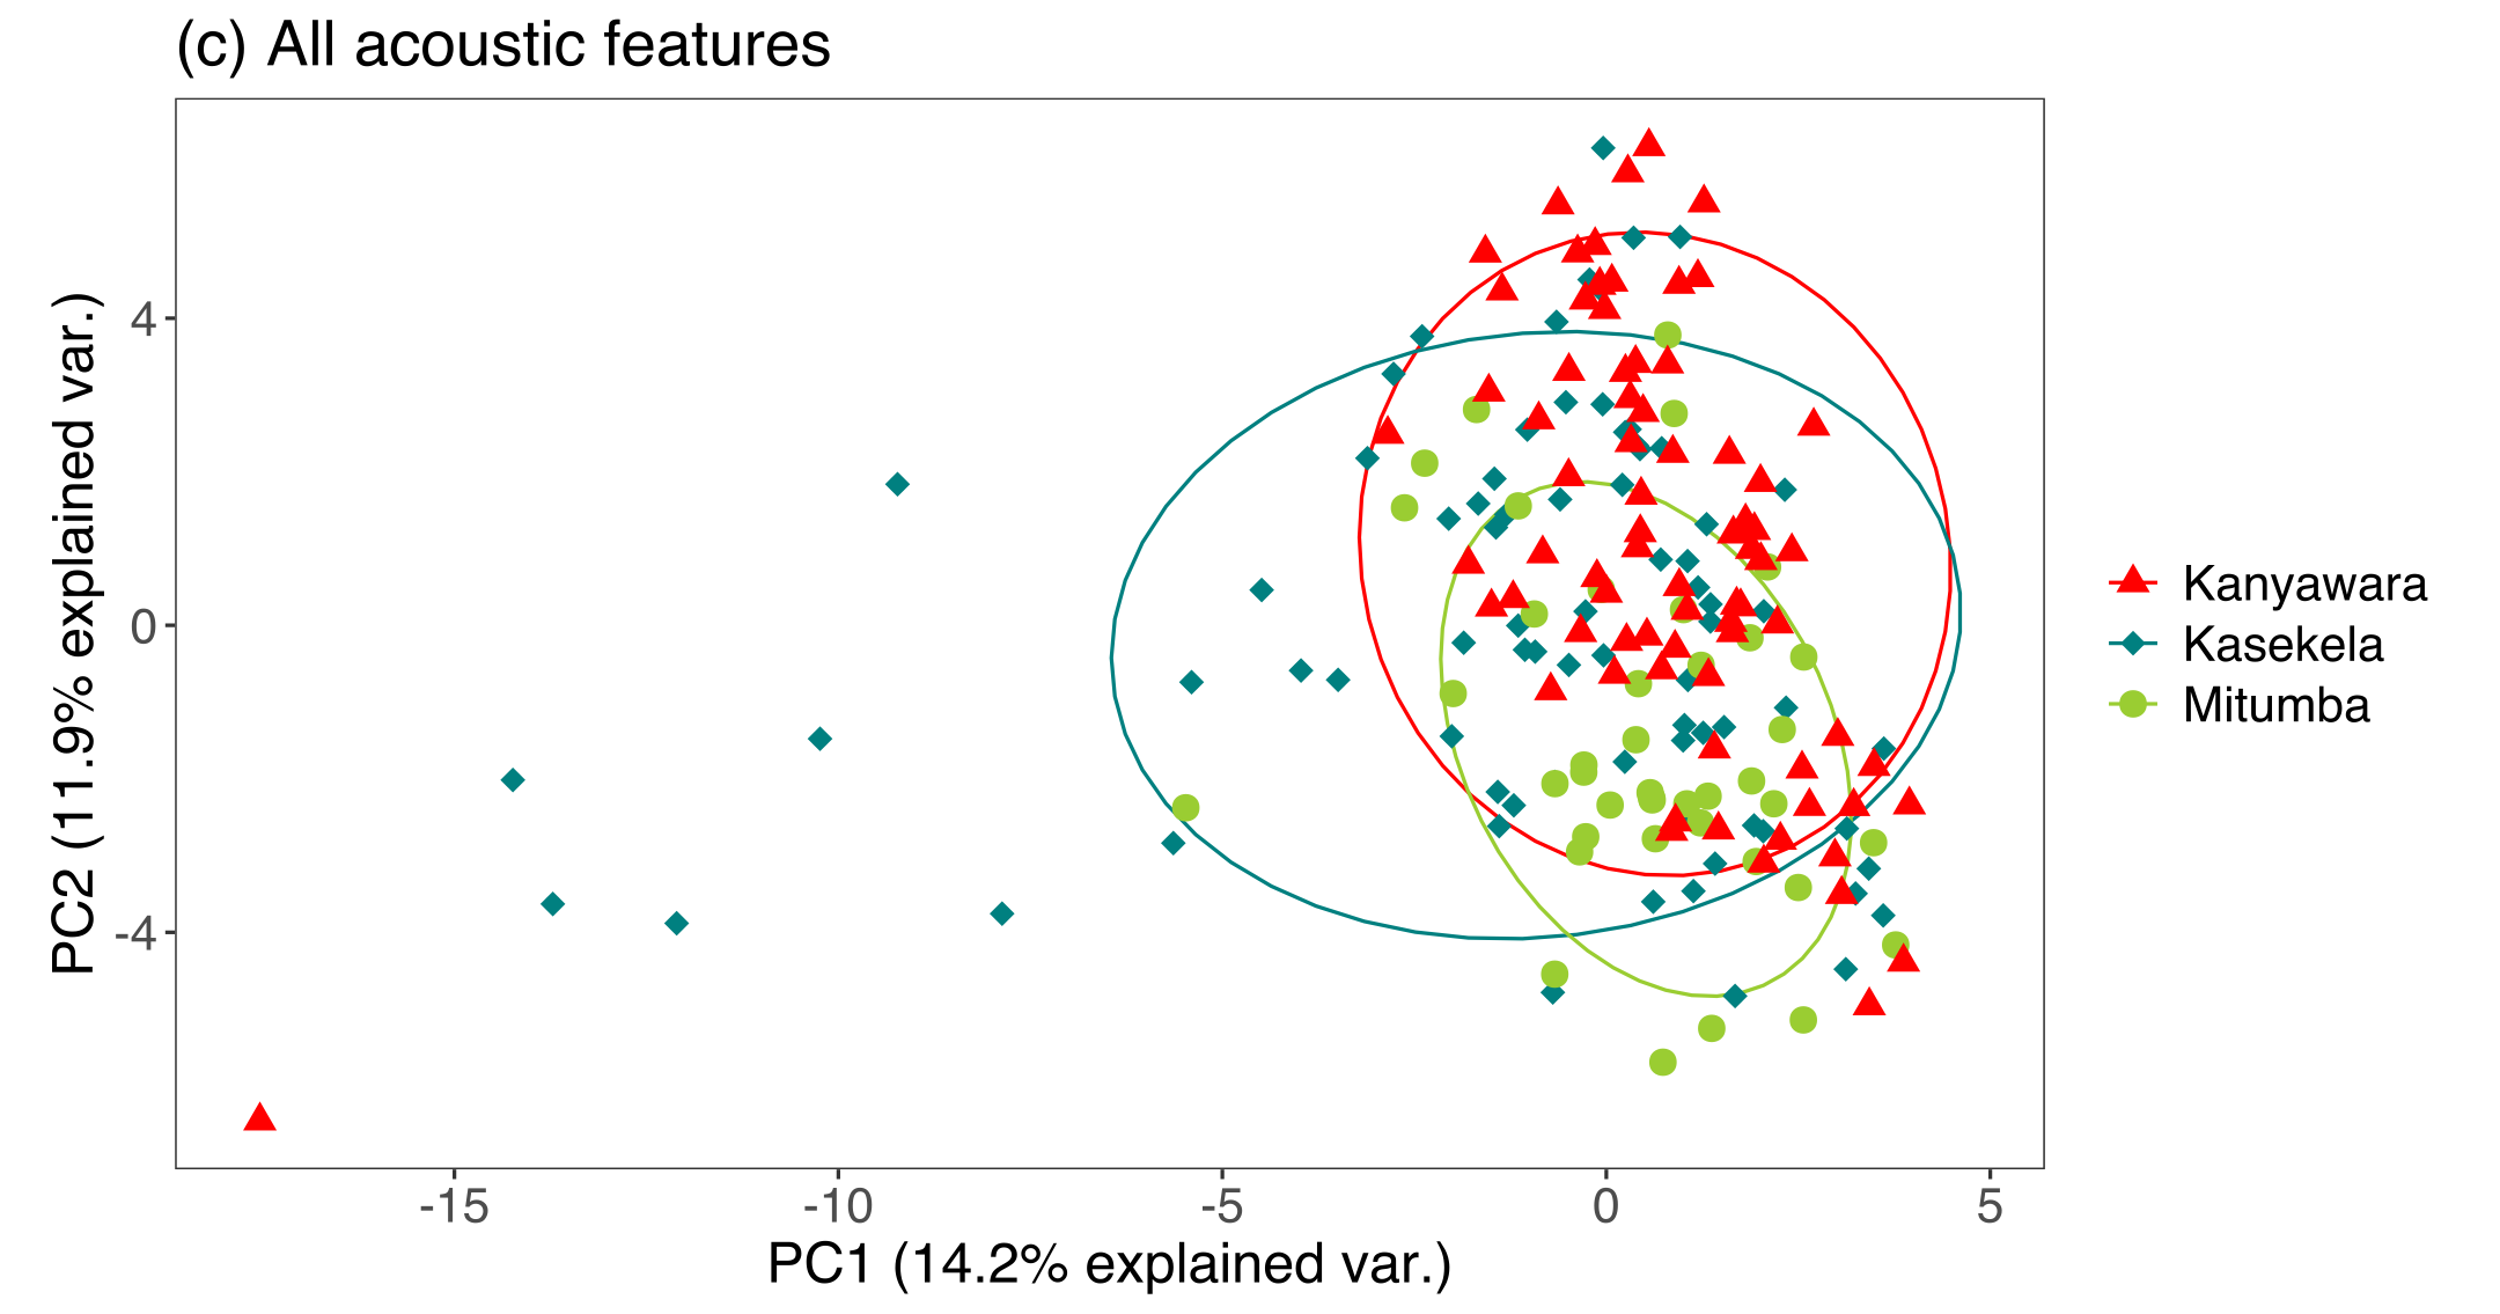 (c) All acoustic features
PC2 (11.9% explained var.)
4
0
-4
-15
-10
-5
0
5
PC1 (14.2% explained var.)
Kanyawara
Kasekela
Mitumba